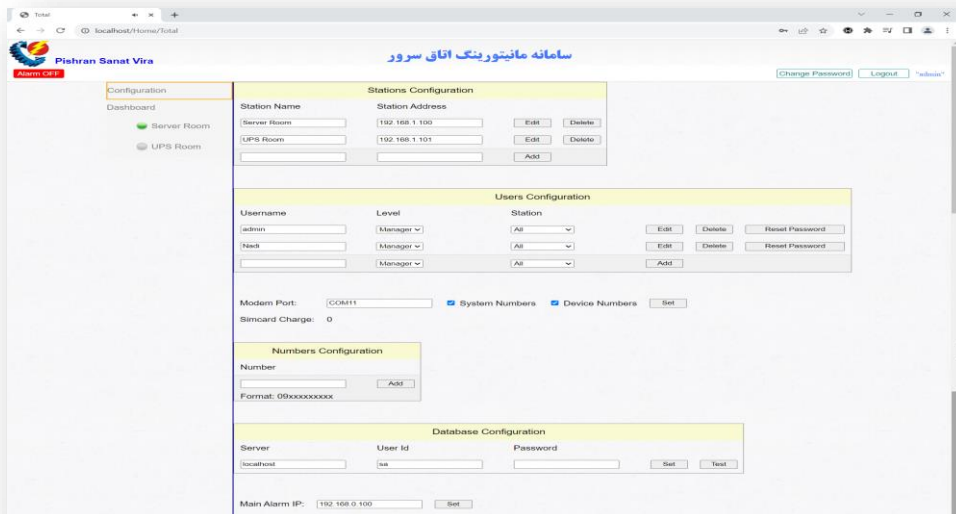 Total
localhost/Home/Total
Pishran Sanat Vira
سامانه مانیتورینگ اتاق سرور
Alarm OFF
Change Password Logout "admin"
Configuration
Dashboard
Server Room
UPS Room
Stations Configuration
Station Name Station Address
Server Room 192.168.1.100 Edit Delete
UPS Room 192.168.1.101 Edit Delete
Add
Users Configuration
Username Level Station
admin Manager All Edit Delete Reset Password
Nadi Manager All Edit Delete Reset Password
Manager All Add
Modem Port: COM11 System Numbers Device Numbers Set
Simcard Charge: 0
Numbers Configuration
Number
Add
Format: 09xxxxxxxxx
Database Configuration
Server User Id Password
localhost sa Set Test
Main Alarm IP: 192.168.0.100 Set